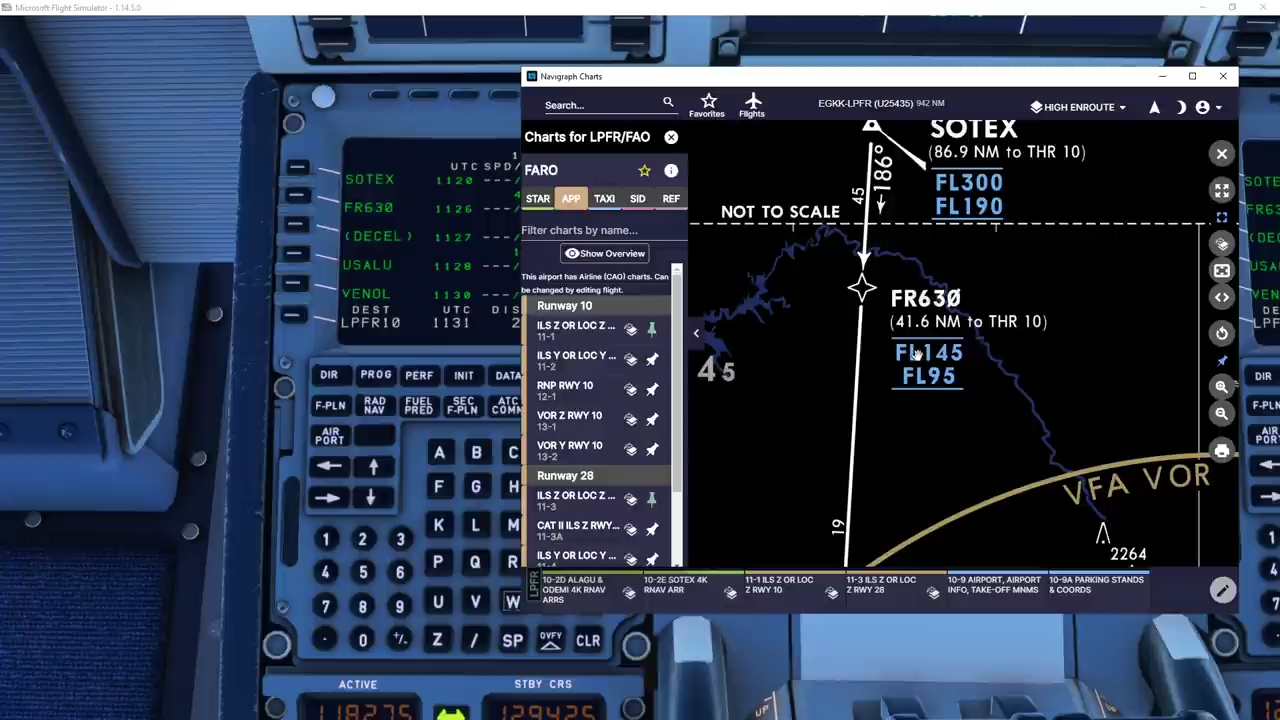 Microsoft Flight Simulator - 1.14.5.0
Navigraph Charts
Search...
Favorites
Flights
EGKK-LPFR (U25435) 942 NM
HIGH ENROUTE
Charts for LPFR/FAO
FARO
STAR APP TAXI SID REF
Filter charts by name...
Show Overview
This airport has Airline (CAO) charts. Can
be changed by editing flight.
Runway 10
ILS Z OR LOC Z ...
11-1
ILS Y OR LOC Y ...
11-2
RNP RWY 10
12-1
VOR Z RWY 10
13-1
VOR Y RWY 10
13-2
Runway 28
ILS Z OR LOC Z ...
11-3
CAT II ILS Z RWY...
11-3A
ILS Y OR LOC Y ...
SOTEX
(86.9 NM to THR 10)
FL300
FL190
186°
45
NOT TO SCALE
FR630
(41.6 NM to THR 10)
FL145
FL95
45
19
VFA VOR
2264
LPFR
ODEMI 4K RNAV
ARRS
10-2E SOTEX 4K
RNAV ARR
11-1 ILS Z OR LOC
Z RWY 10
11-3 ILS Z OR LOC
Z RWY 28
10-9 AIRPORT, AIRPORT
INFO, TAKE-OFF MNMS
10-9A PARKING STANDS
& COORDS
UTC SPD/
SOTEX 1120 ---/
FR630 1126 ---/
(DECEL) 1127 ---/
USALU 1128 ---/
VENOL 1130 ---/
DEST UTC DIS
LPFR10 1131
DIR PROG PERF INIT DATA
F-PLN RAD NAV FUEL PRED SEC F-PLN ATC COMM
AIR PORT
A B C
F G H
K L M
P Q R
U V W
Z SP CLR
1 2 3
4 5 6
7 8 9
. 0 +/-
ACTIVE
STBY CRS
UP
UP
DIR
F-PL